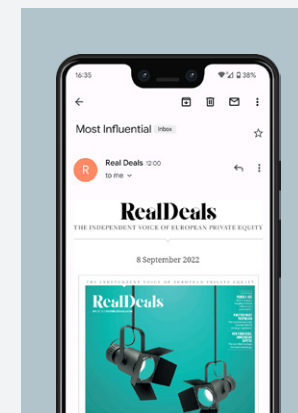 16:35
38%
Most Influential Inbox
R
Real Deals 12:00
to me
RealDeals
THE INDEPENDENT VOICE OF EUROPEAN PRIVATE EQUITY
8 September 2022
THE INDEPENDENT VOICE OF EUROPEAN PRIVATE EQUITY
RealDeals